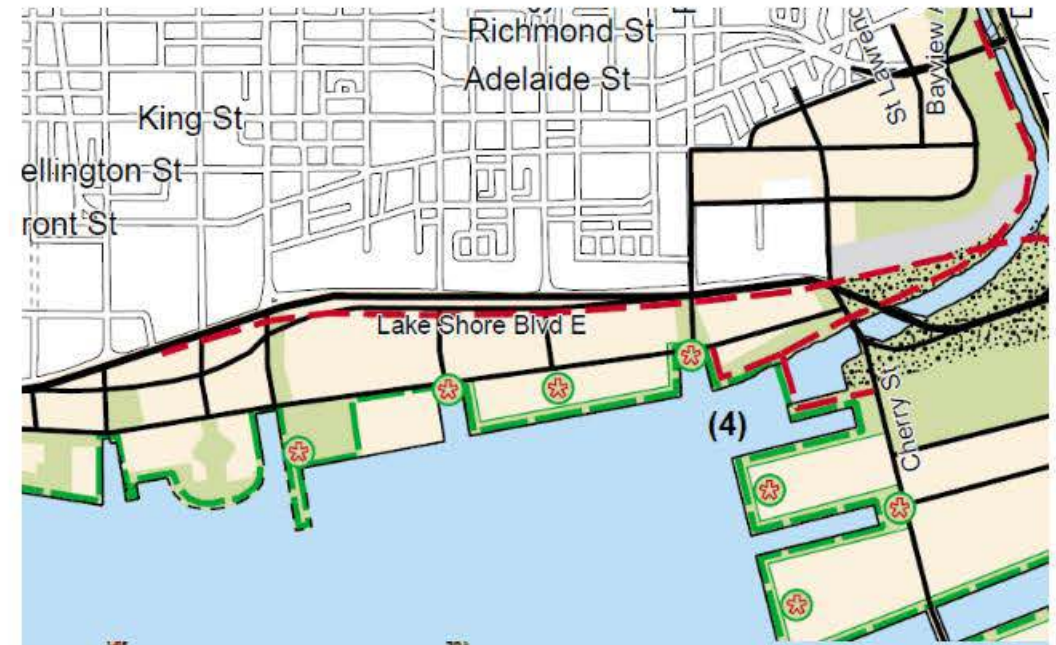 Richmond St
Adelaide St
King St
ellington St
ront St
St Lawrenc
Bayview A
Lake Shore Blvd E
(4)
Cherry St